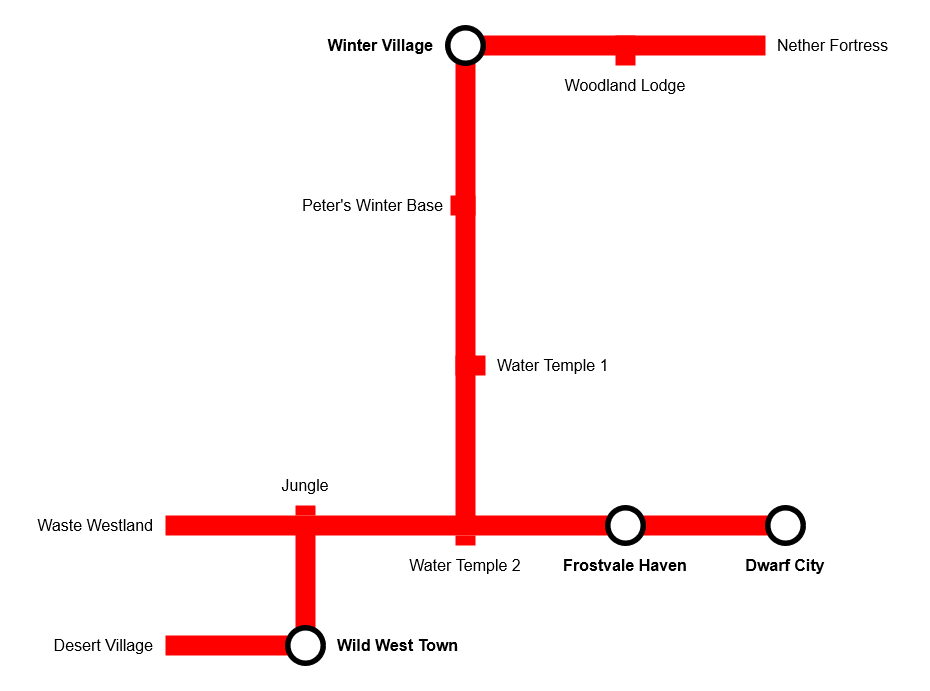 Winter Village
Nether Fortress
Woodland Lodge
Peter's Winter Base
Water Temple 1
Jungle
Waste Westland
Water Temple 2
Frostvale Haven
Dwarf City
Desert Village
Wild West Town